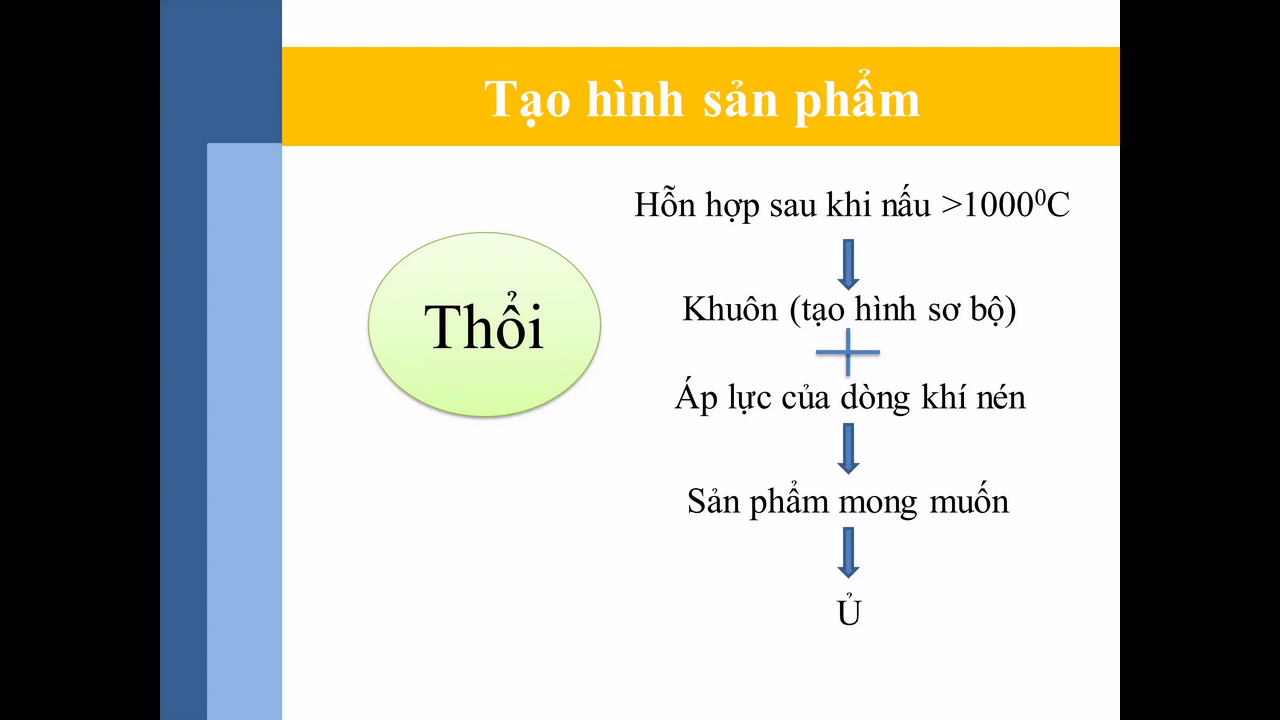 Tạo hình sản phẩm
Thổi
Hỗn hợp sau khi nấu >1000⁰C
Khuôn (tạo hình sơ bộ)
Áp lực của dòng khí nén
Sản phẩm mong muốn
Ủ